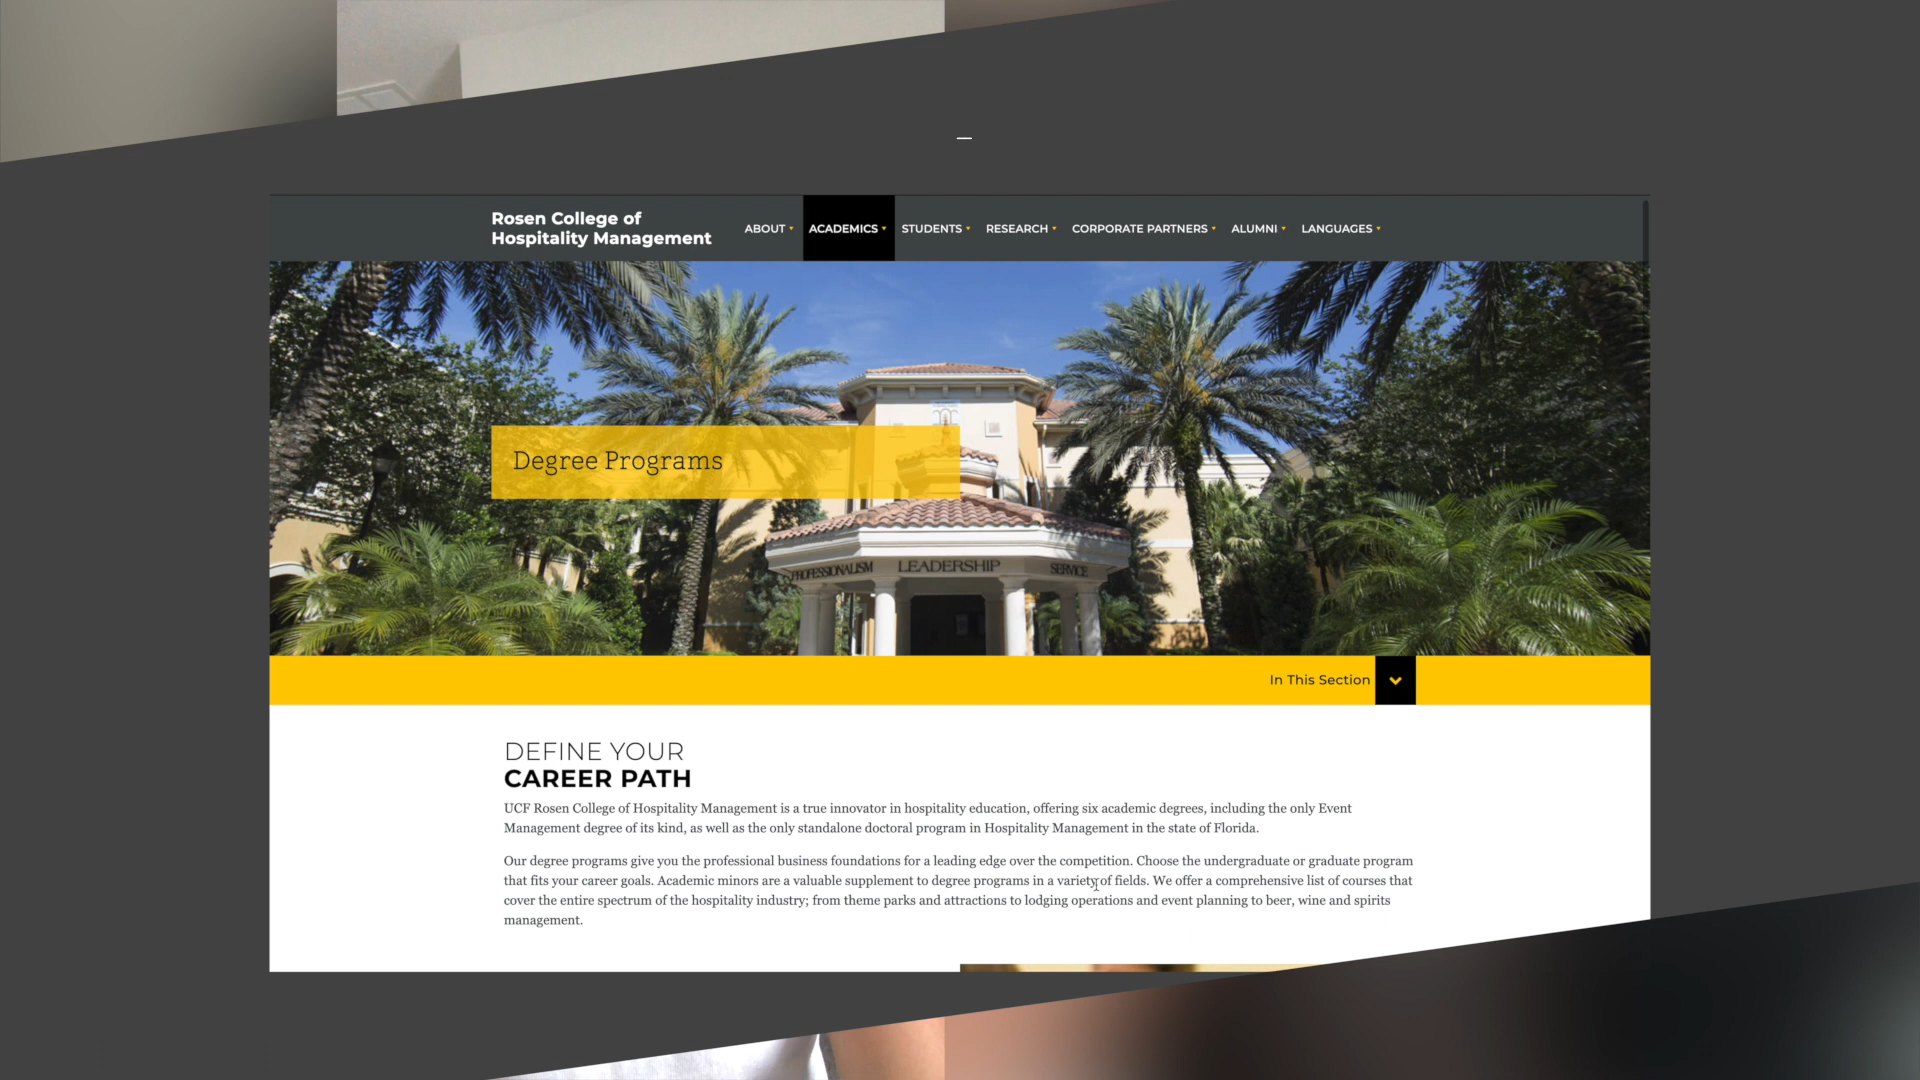 Rosen College of
Hospitality Management
ABOUT ACADEMICS STUDENTS RESEARCH CORPORATE PARTNERS ALUMNI LANGUAGES
Degree Programs
PROFESSIONALISM LEADERSHIP SERVICE
In This Section
DEFINE YOUR
CAREER PATH
UCF Rosen College of Hospitality Management is a true innovator in hospitality education, offering six academic degrees, including the only Event
Management degree of its kind, as well as the only standalone doctoral program in Hospitality Management in the state of Florida.
Our degree programs give you the professional business foundations for a leading edge over the competition. Choose the undergraduate or graduate program
that fits your career goals. Academic minors are a valuable supplement to degree programs in a variety of fields. We offer a comprehensive list of courses that
cover the entire spectrum of the hospitality industry; from theme parks and attractions to lodging operations and event planning to beer, wine and spirits
management.